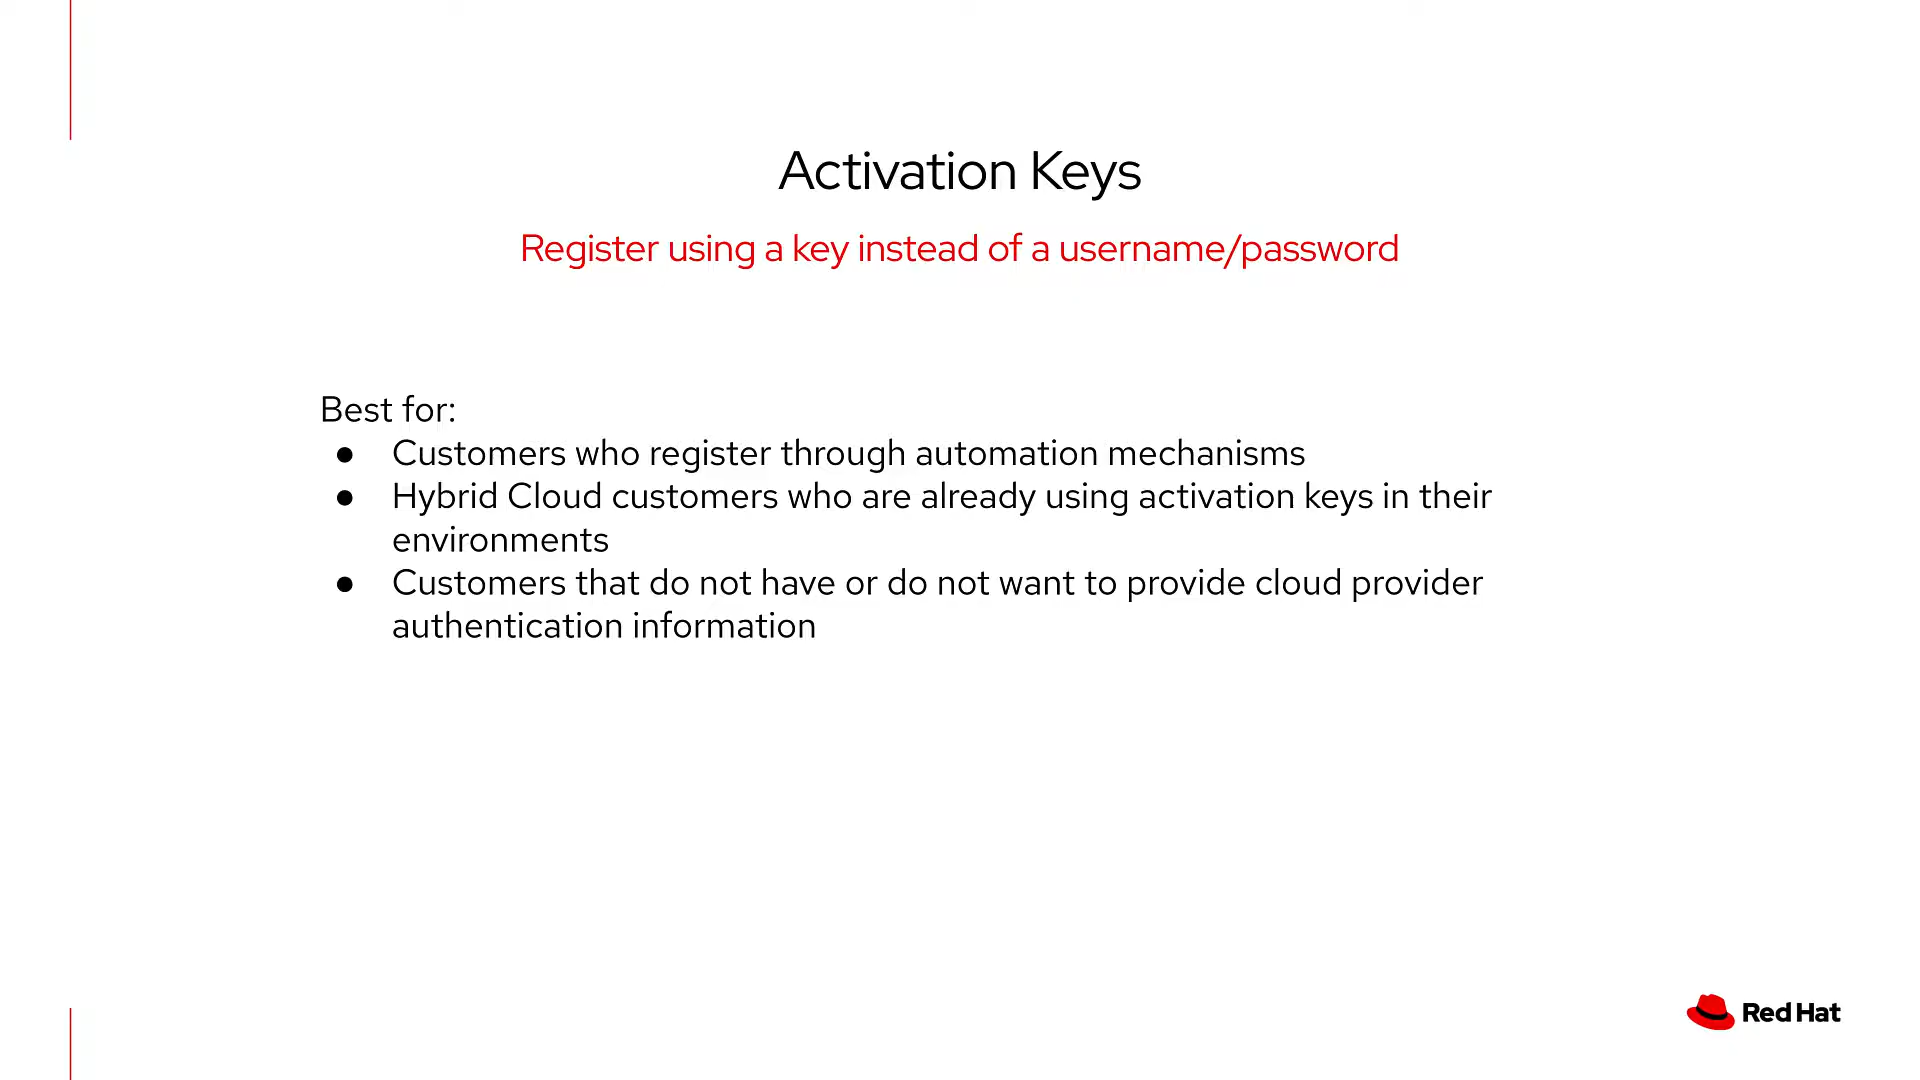 Activation Keys
Register using a key instead of a username/password
Best for:
● Customers who register through automation mechanisms
● Hybrid Cloud customers who are already using activation keys in their
environments
● Customers that do not have or do not want to provide cloud provider
authentication information
Red Hat